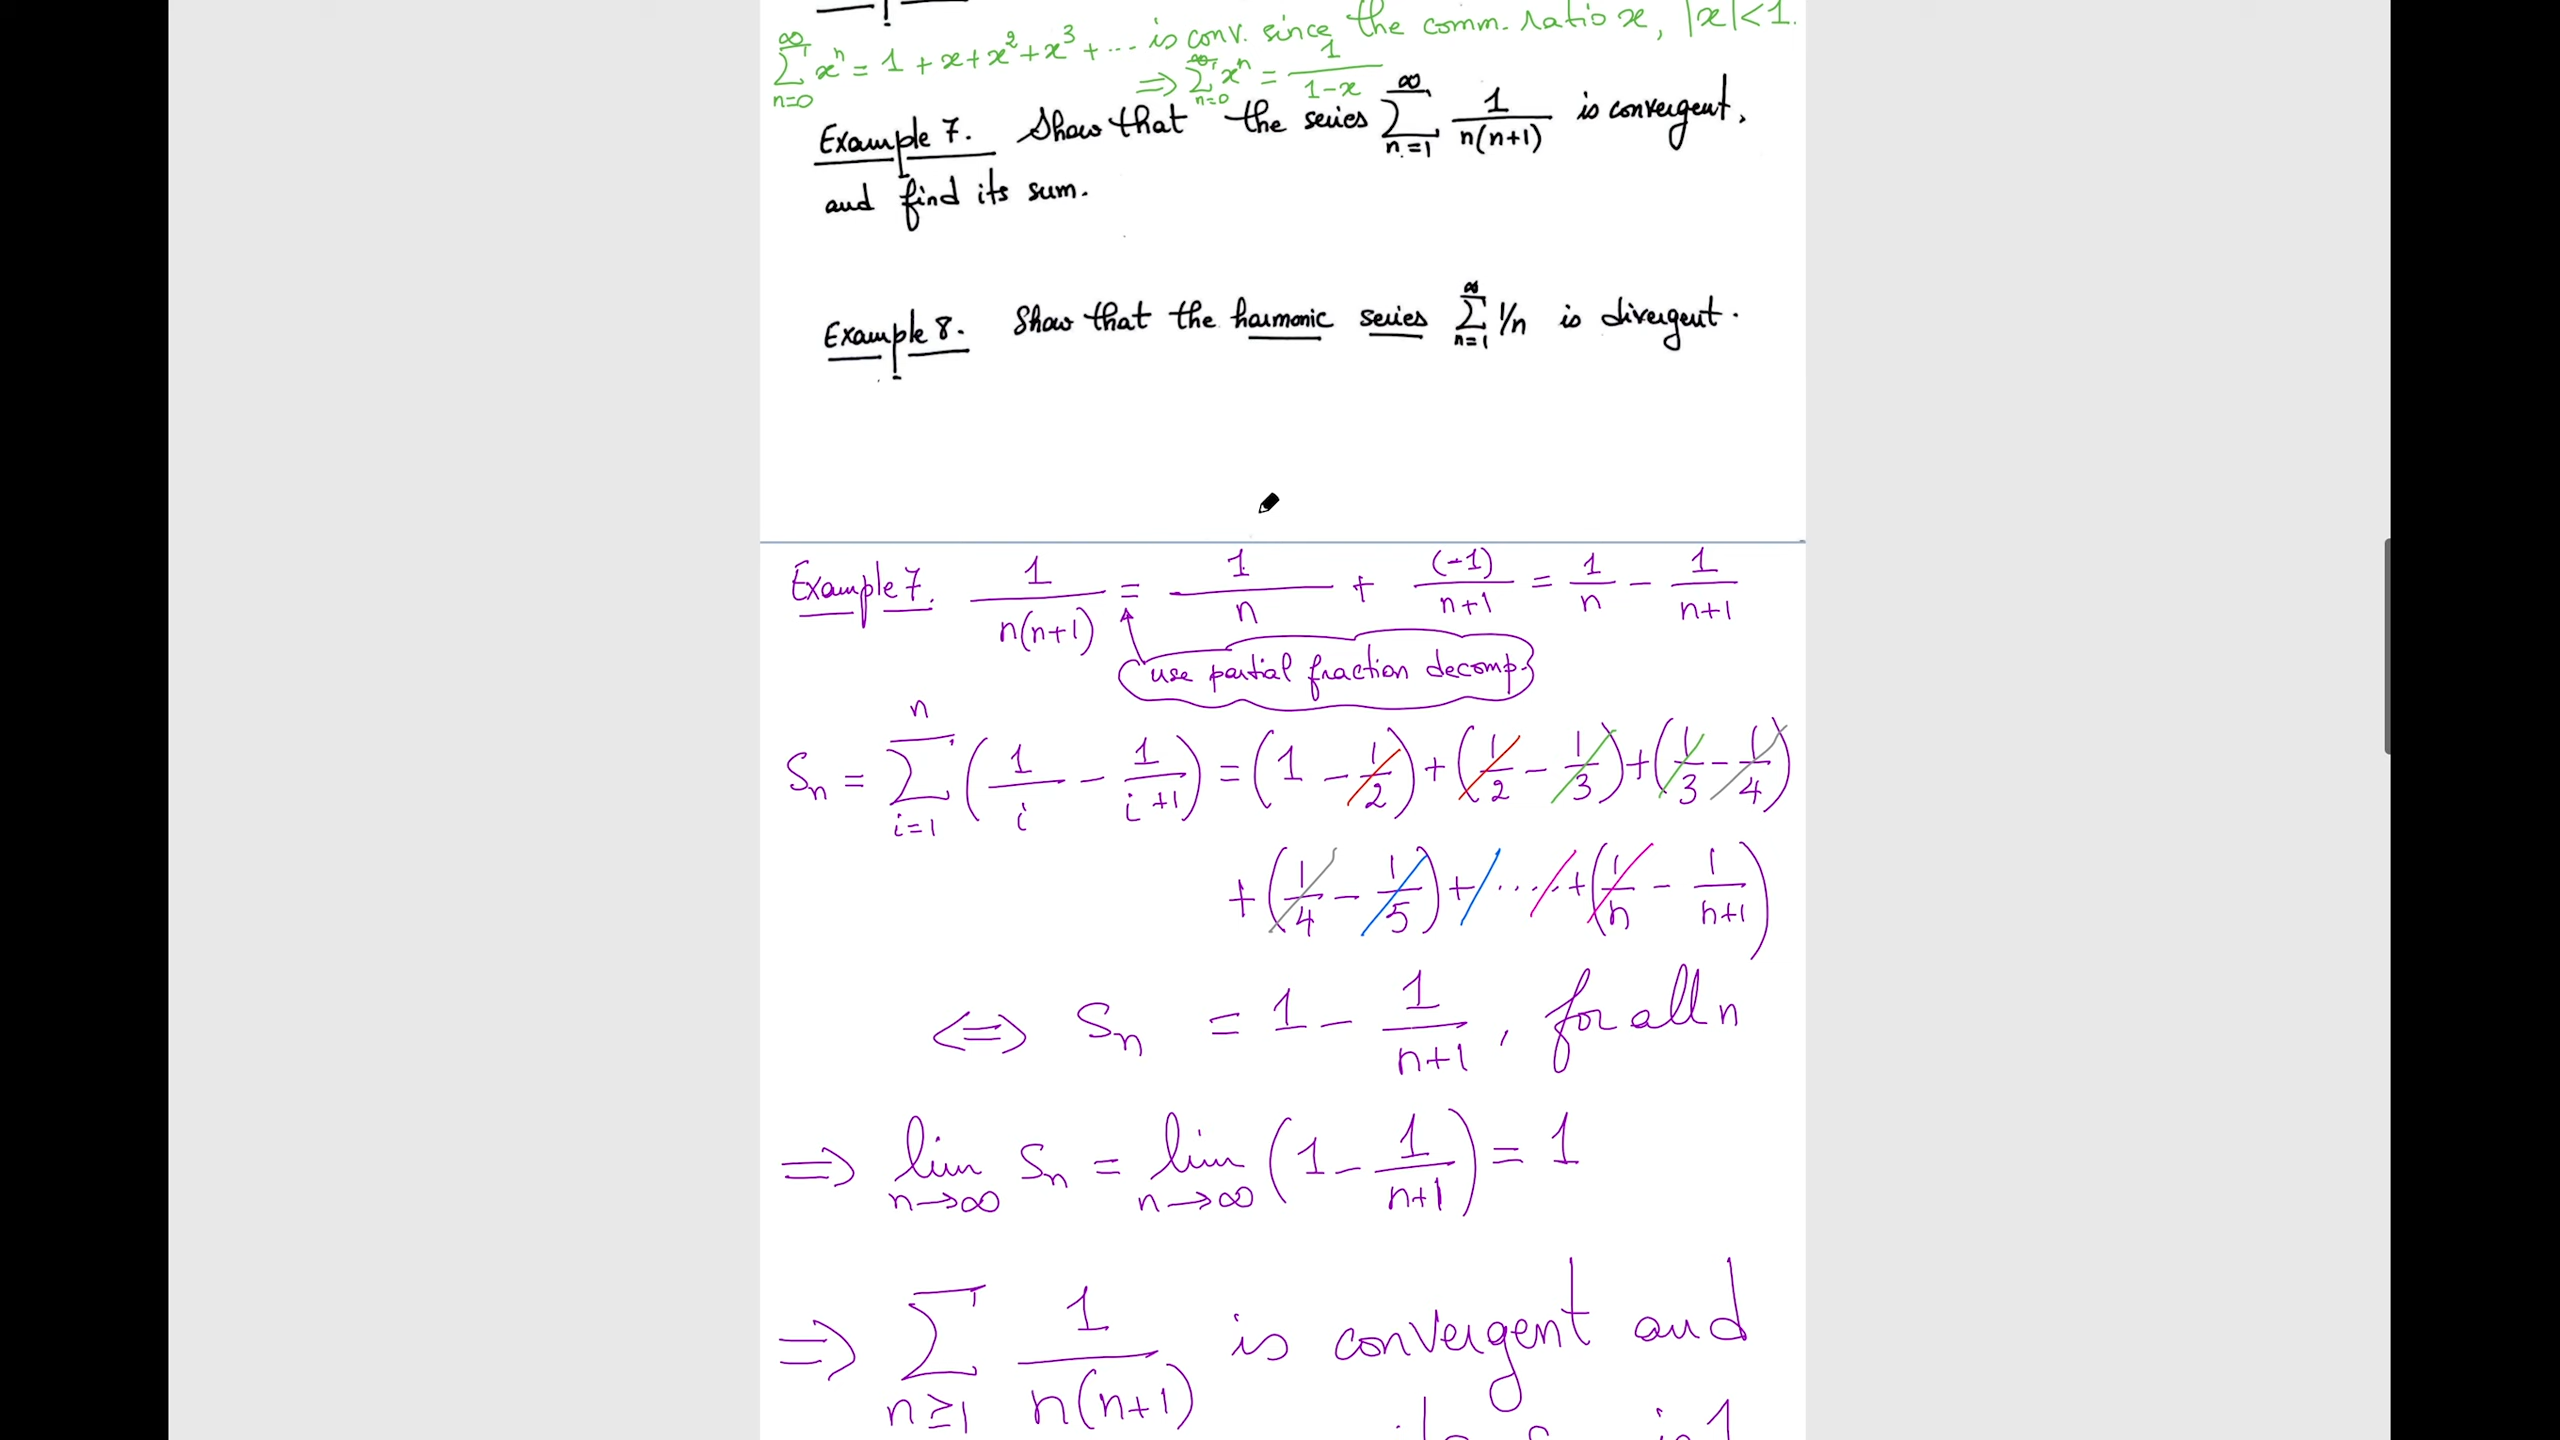 ∑_{n=0}^{∞} x^n = 1 + x + x^2 + x^3 + ... is conv. since the comm. ratio x, |x| < 1.
⇒ ∑_{n=0}^{∞} x^n = 1/(1-x)
Example 7. Show that the series ∑_{n=1}^{∞} 1/(n(n+1)) is convergent,
and find its sum.
Example 8. Show that the harmonic series ∑_{n=1}^{∞} 1/n is divergent.
Example 7. 1/(n(n+1)) = 1/n + (-1)/(n+1) = 1/n - 1/(n+1)
use partial fraction decomp.
S_n = ∑_{i=1}^{n} (1/i - 1/(i+1)) = (1 - 1/2) + (1/2 - 1/3) + (1/3 - 1/4)
+ (1/4 - 1/5) + ..... + (1/n - 1/(n+1))
⇔ S_n = 1 - 1/(n+1), for all n
⇒ lim_{n→∞} S_n = lim_{n→∞} (1 - 1/(n+1)) = 1
⇒ ∑_{n≥1} 1/(n(n+1)) is convergent and